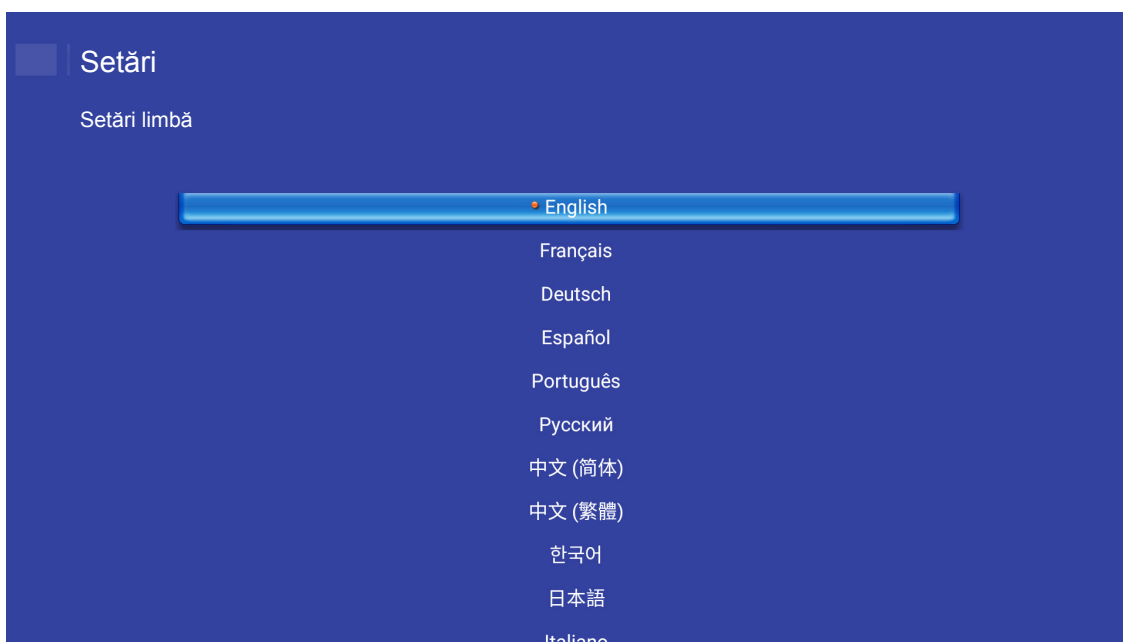 Setări
Setări limbă
English
Français
Deutsch
Español
Português
Русский
中文 (简体)
中文 (繁體)
한국어
日本語
Italiano